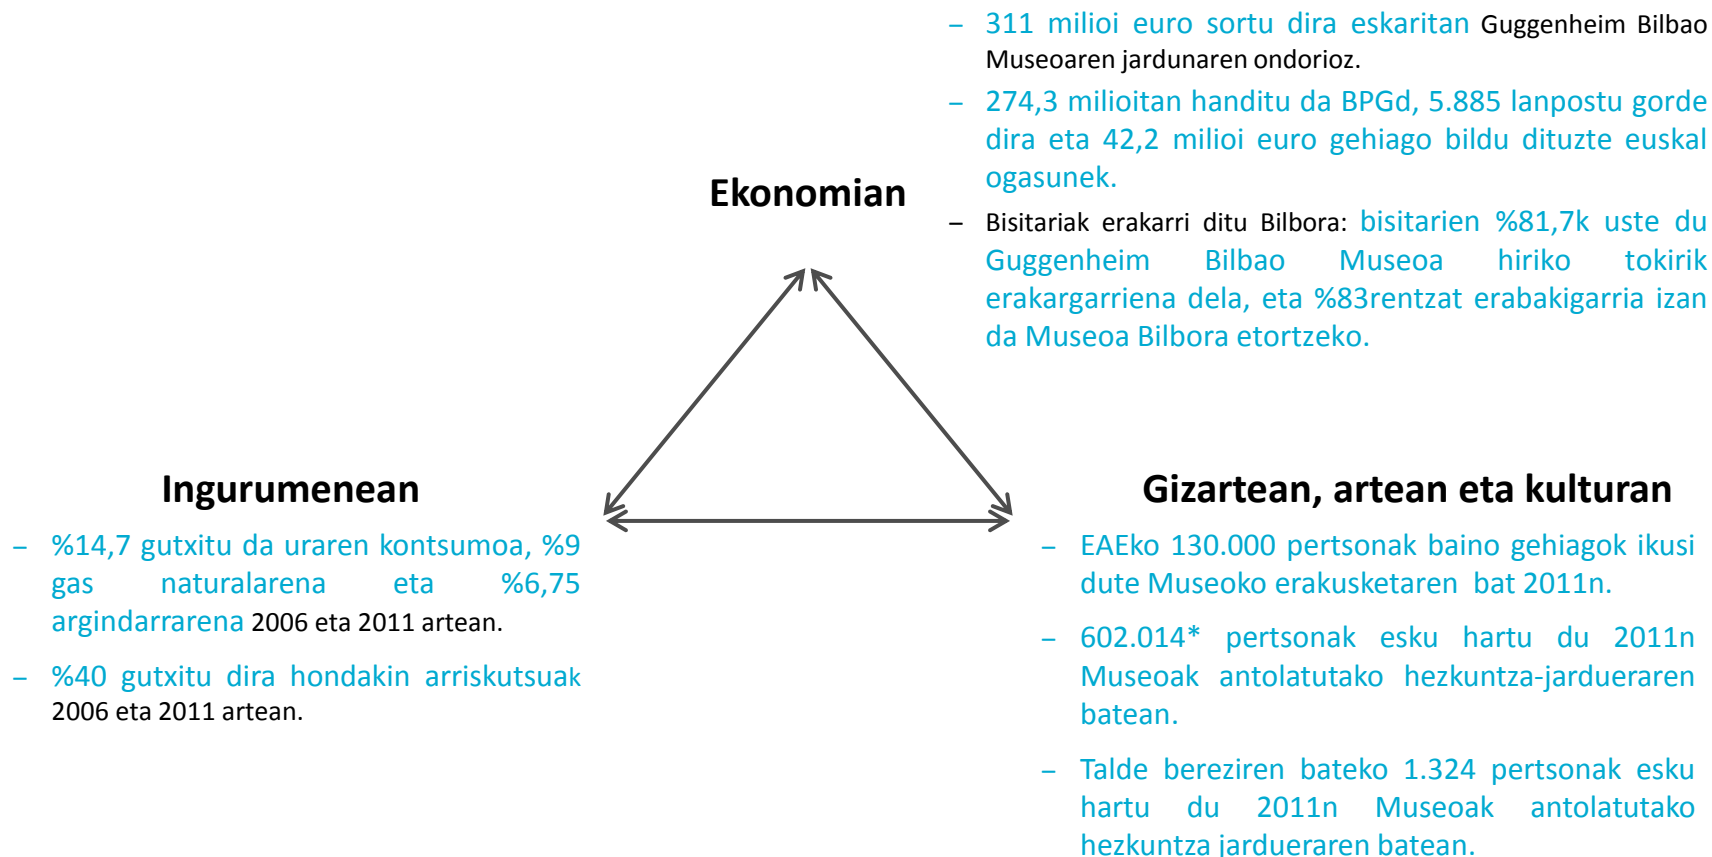 Ekonomian
– 311 milioi euro sortu dira eskaritan Guggenheim Bilbao
Museoaren jardunaren ondorioz.
– 274,3 milioitan handitu da BPGd, 5.885 lanpostu gorde
dira eta 42,2 milioi euro gehiago bildu dituzte euskal
ogasunek.
– Bisitariak erakarri ditu Bilbora: bisitarien %81,7k uste du
Guggenheim Bilbao Museoa hiriko tokirik
erakargarriena dela, eta %83rentzat erabakigarria izan
da Museoa Bilbora etortzeko.
Ingurumenean
– %14,7 gutxitu da uraren kontsumoa, %9
gas naturalarena eta %6,75
argindarrarena 2006 eta 2011 artean.
– %40 gutxitu dira hondakin arriskutsuak
2006 eta 2011 artean.
Gizartean, artean eta kulturan
– EAEko 130.000 pertsonak baino gehiagok ikusi
dute Museoko erakusketaren bat 2011n.
– 602.014* pertsonak esku hartu du 2011n
Museoak antolatutako hezkuntza-jardueraren
batean.
– Talde bereziren bateko 1.324 pertsonak esku
hartu du 2011n Museoak antolatutako
hezkuntza jardueraren batean.